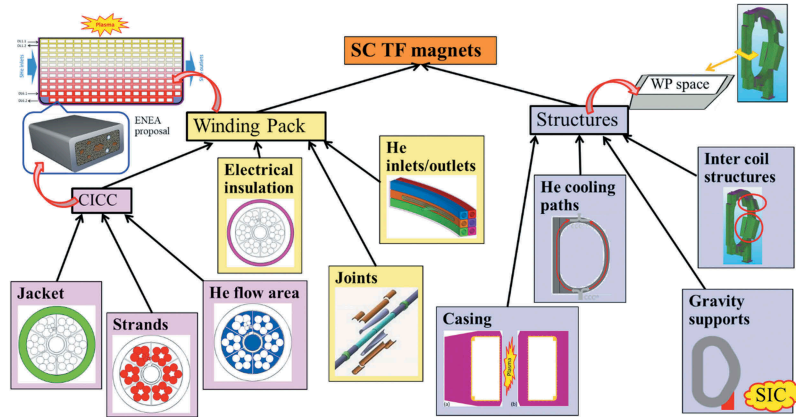 Plasma
SC TF magnets
WP space
ENEA
proposal
Winding Pack
Structures
Electrical
insulation
He
inlets/outlets
He cooling
paths
Inter coil
structures
CICC
Jacket
Strands
He flow area
Joints
Casing
Plasma
(a)
(b)
Gravity
supports
SIC